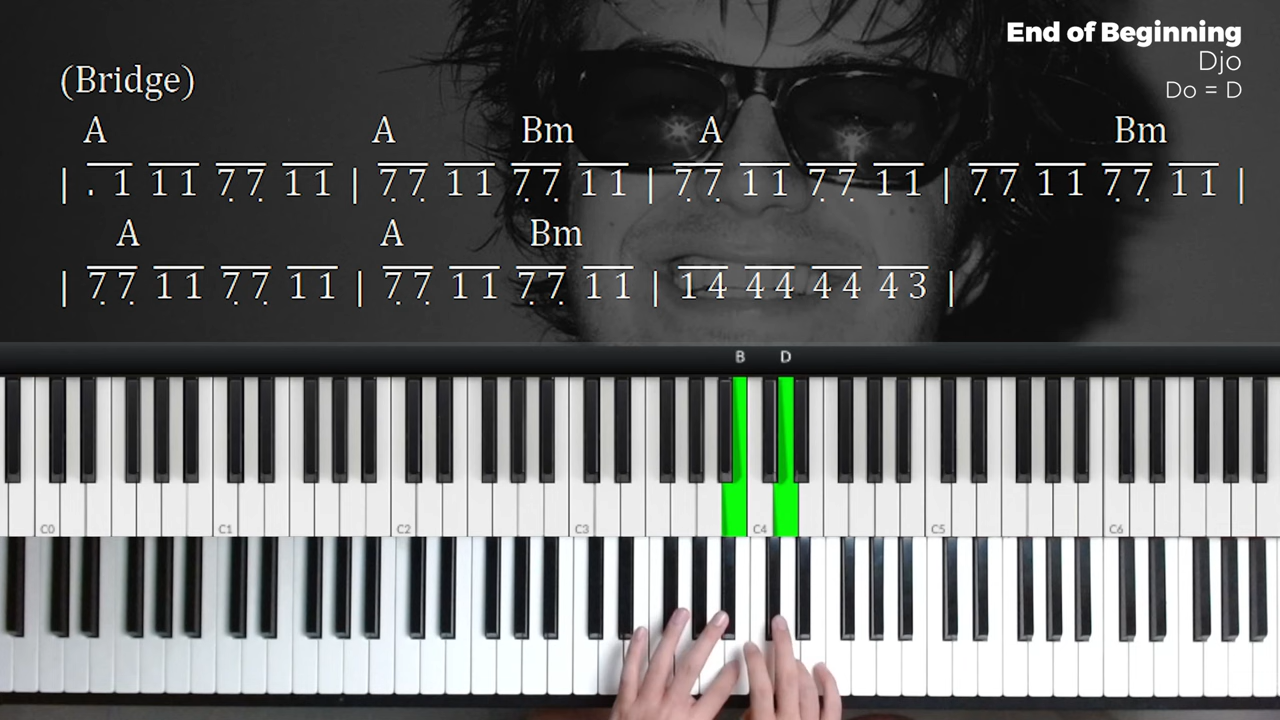 End of Beginning
Djo
Do = D
(Bridge)
A A Bm A Bm
| . 1 1 1 7̣ 7̣ 1 1 | 7̣ 7̣ 1 1 7̣ 7̣ 1 1 | 7̣ 7̣ 1 1 7̣ 7̣ 1 1 | 7̣ 7̣ 1 1 7̣ 7̣ 1 1 |
A A Bm
| 7̣ 7̣ 1 1 7̣ 7̣ 1 1 | 7̣ 7̣ 1 1 7̣ 7̣ 1 1 | 1 4 4 4 4 4 4 3 |
B D
C0 C1 C2 C3 C4 C5 C6